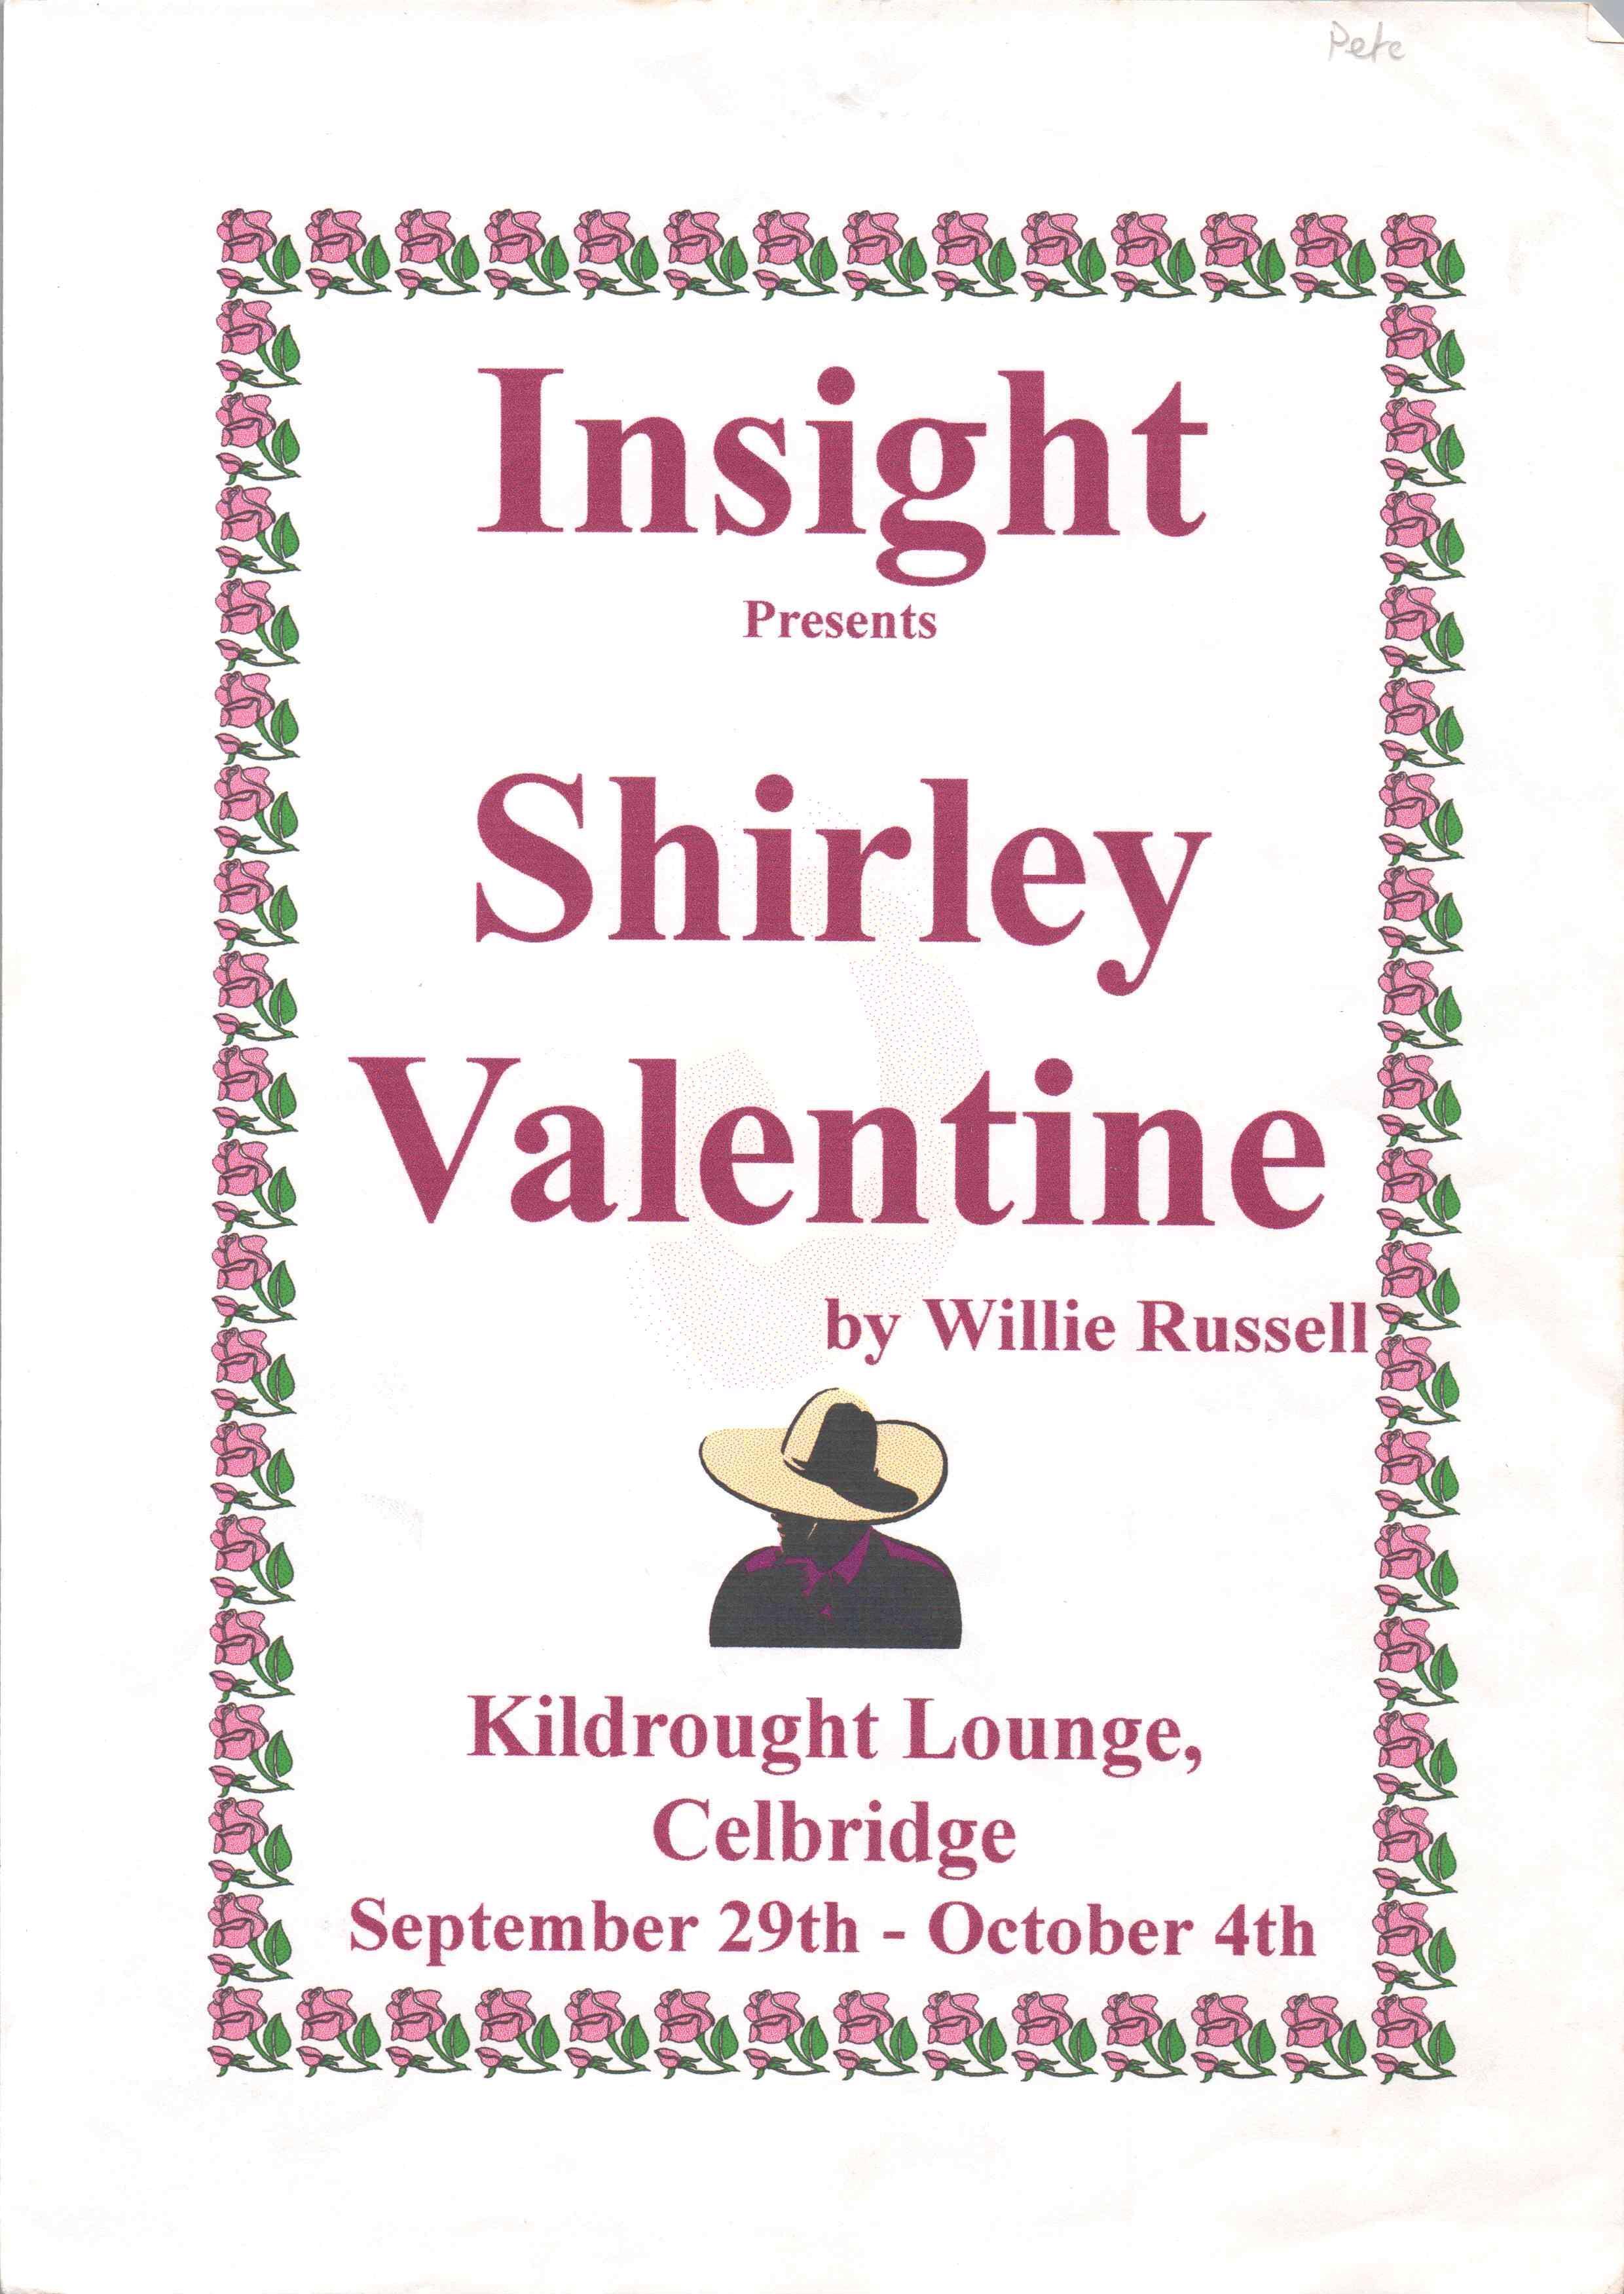 Pete
Insight
Presents
Shirley
Valentine
by Willie Russell
Kildrought Lounge,
Celbridge
September 29th - October 4th